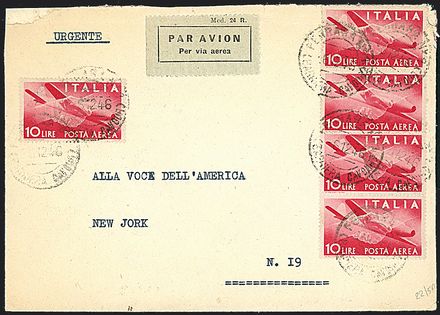 Med. 24 R.
URGENTE
PAR AVION
Per via aerea
ITALIA
10 LIRE POSTA AEREA
ITALIA
10 LIRE POSTA AEREA
ITALIA
10 LIRE POSTA AEREA
ITALIA
10 LIRE POSTA AEREA
ITALIA
10 LIRE POSTA AEREA
ALLA VOCE DELL'AMERICA
NEW JORK
N. I9